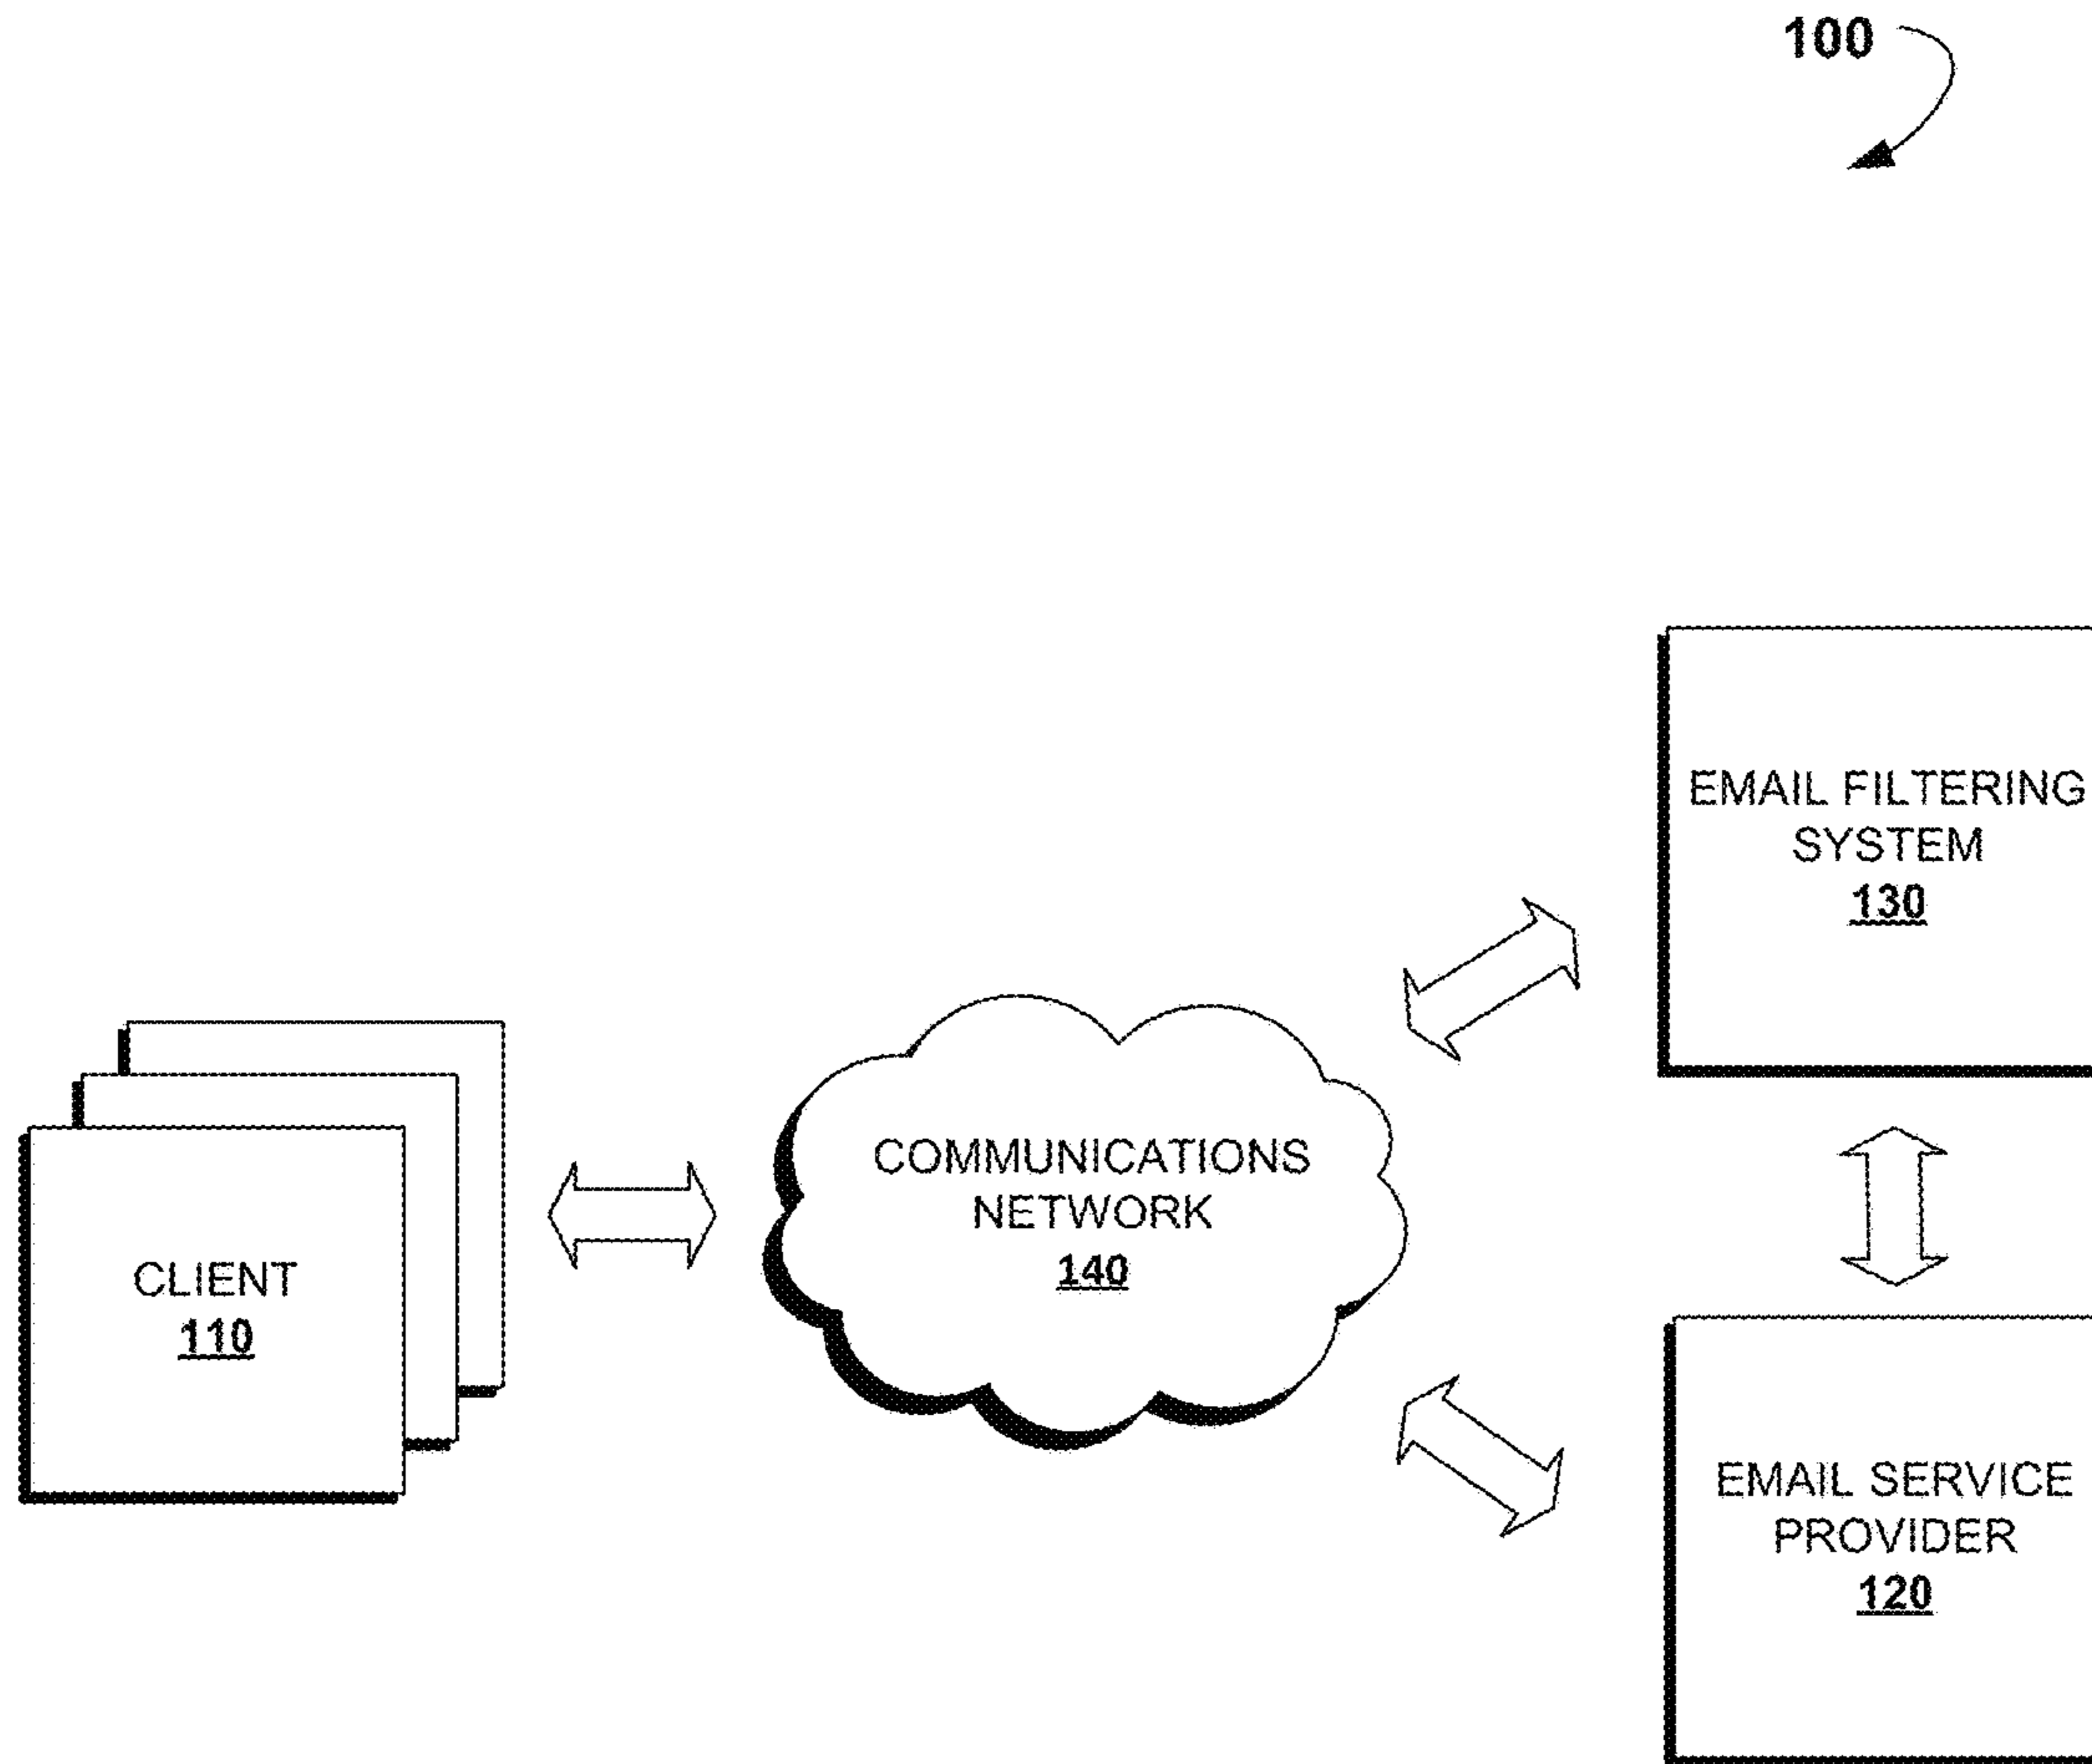 100
EMAIL FILTERING
SYSTEM
130
COMMUNICATIONS
NETWORK
140
CLIENT
110
EMAIL SERVICE
PROVIDER
120